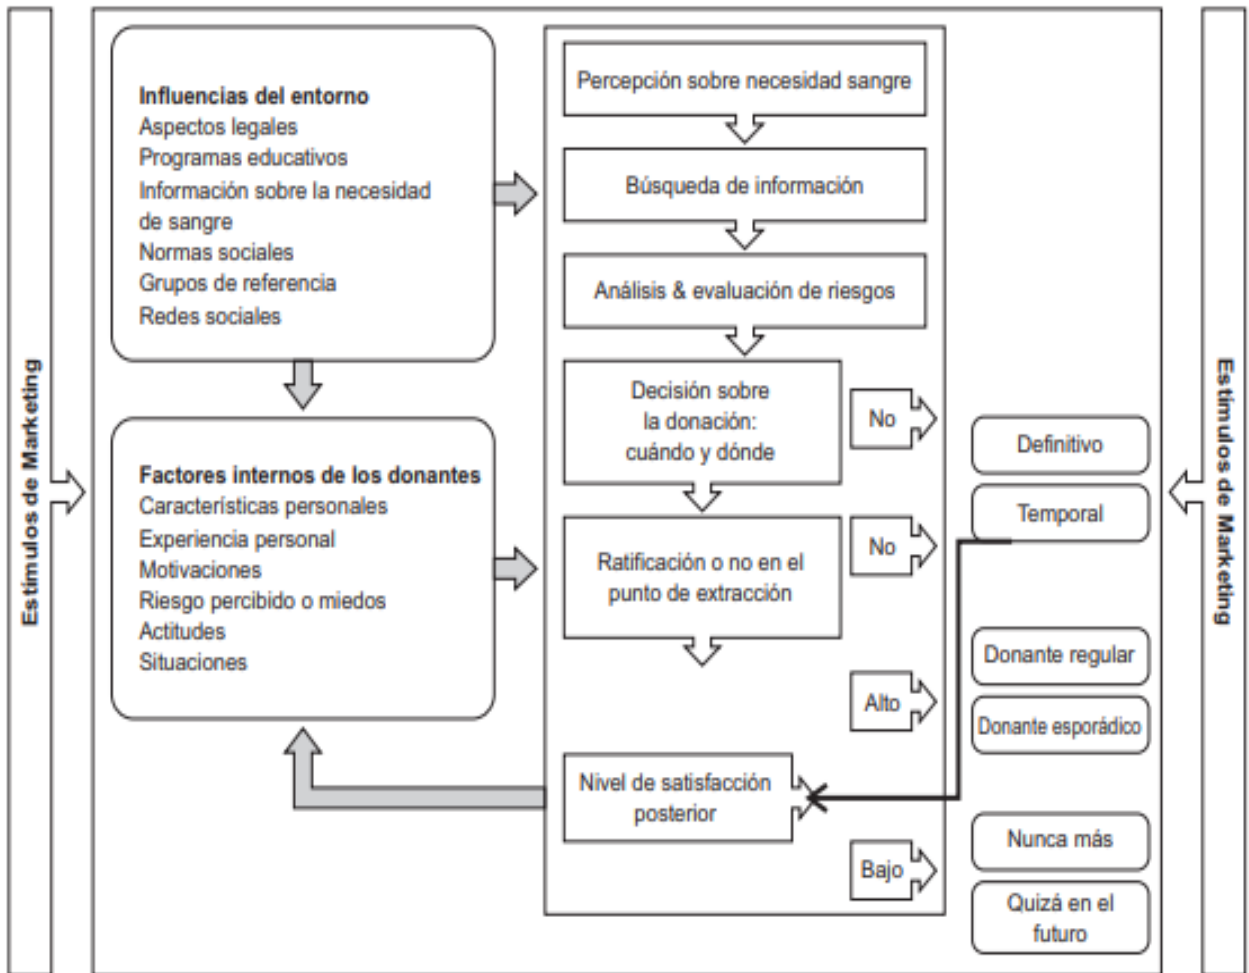 Estímulos de Marketing
Influencias del entorno
Aspectos legales
Programas educativos
Información sobre la necesidad
de sangre
Normas sociales
Grupos de referencia
Redes sociales
Factores internos de los donantes
Características personales
Experiencia personal
Motivaciones
Riesgo percibido o miedos
Actitudes
Situaciones
Percepción sobre necesidad sangre
Búsqueda de información
Análisis & evaluación de riesgos
Decisión sobre
la donación:
cuándo y dónde
No
Ratificación o no en el
punto de extracción
No
Alto
Nivel de satisfacción
posterior
Bajo
Definitivo
Temporal
Donante regular
Donante esporádico
Nunca más
Quizá en el
futuro
Estímulos de Marketing